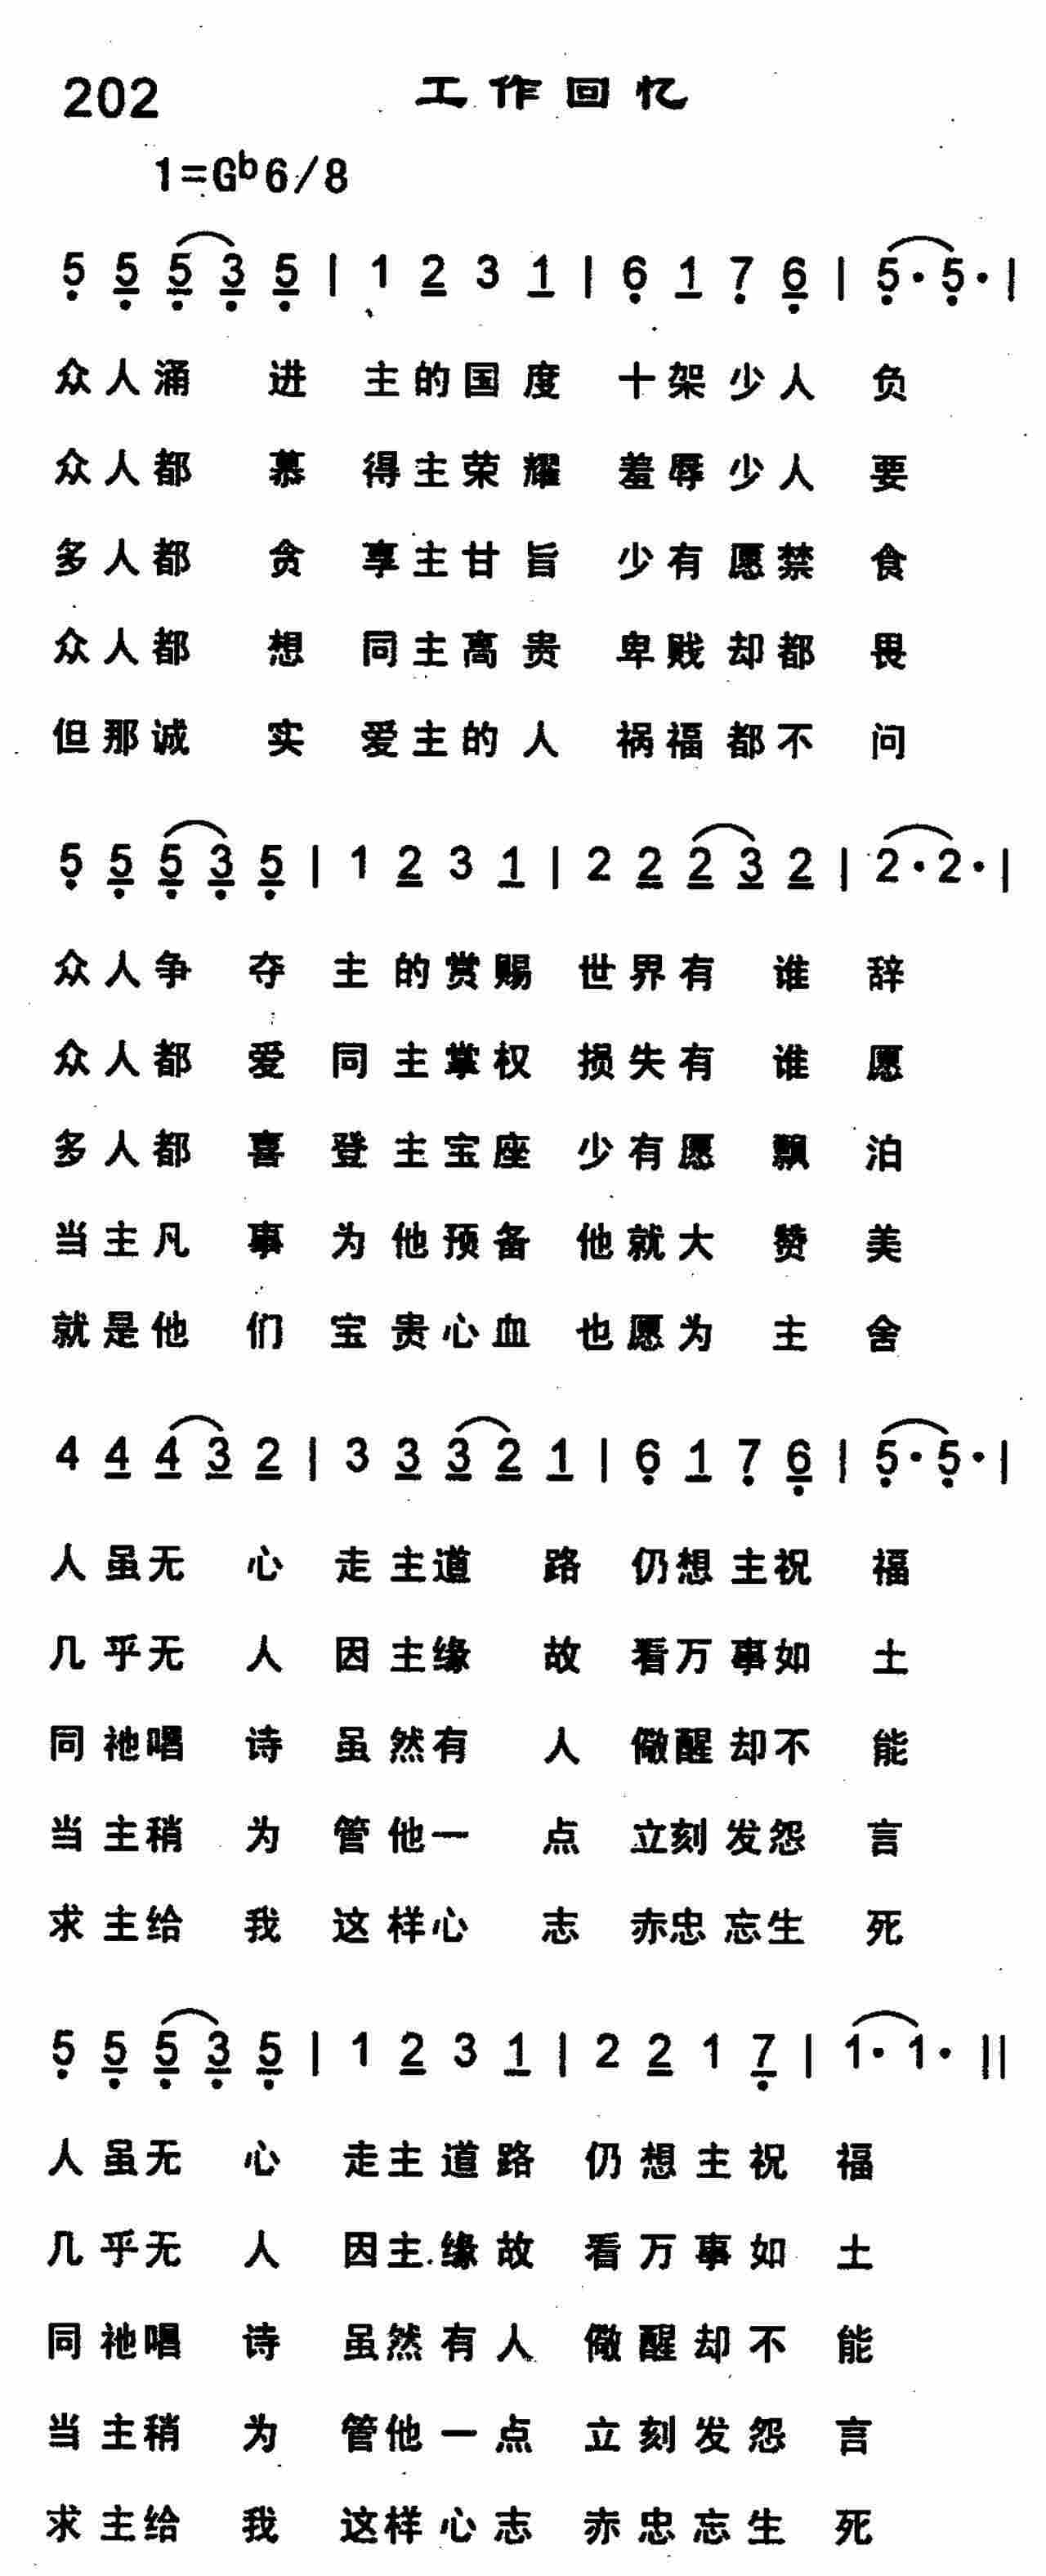 202 工作回忆
1=Gb6/8
5 5 5 3 5 | 1 2 3 1 | 6 1 7 6 | 5·5·|
众人涌 进 主的国度 十架少人 负
众人都 慕 得主荣耀 羞辱少人 要
多人都 贪 享主甘旨 少有愿禁 食
众人都 想 同主高贵 卑贱却都 畏
但那诚 实 爱主的人 祸福都不 问
5 5 5 3 5 | 1 2 3 1 | 2 2 2 3 2 | 2·2·|
众人争 夺 主的赏赐 世界有 谁 辞
众人都 爱 同主掌权 损失有 谁 愿
多人都 喜 登主宝座 少有愿 飘 泊
当主凡 事 为他预备 他就大 赞 美
就是他 们 宝贵心血 也愿为 主 舍
4 4 4 3 2 | 3 3 3 2 1 | 6 1 7 6 | 5·5·|
人虽无 心 走主道 路 仍想主祝 福
几乎无 人 因主缘 故 看万事如 土
同祂唱 诗 虽然有 人 儆醒却不 能
当主稍 为 管他一 点 立刻发怨 言
求主给 我 这样心 志 赤忠忘生 死
5 5 5 3 5 | 1 2 3 1 | 2 2 1 7 | 1·1·||
人虽无 心 走主道路 仍想主祝 福
几乎无 人 因主缘故 看万事如 土
同祂唱 诗 虽然有人 儆醒却不 能
当主稍 为 管他一点 立刻发怨 言
求主给 我 这样心志 赤忠忘生 死